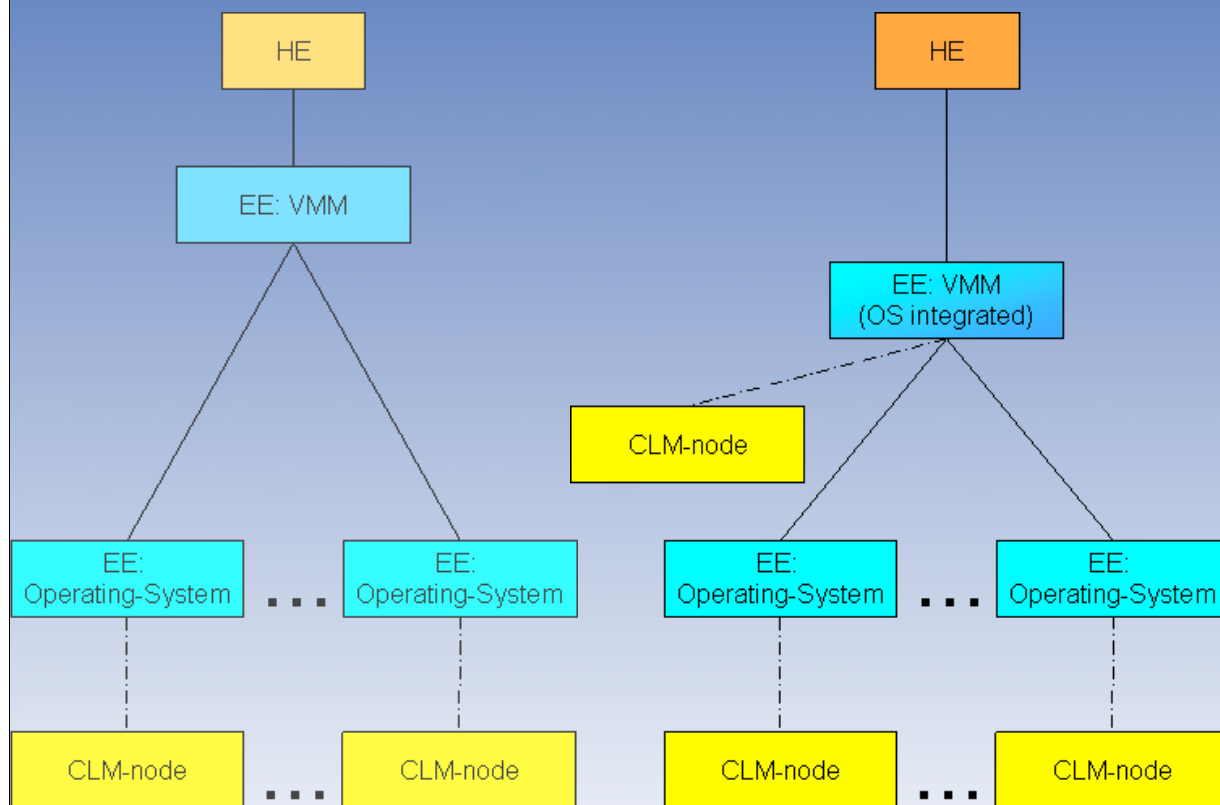 HE
HE
EE: VMM
EE: VMM
(OS integrated)
CLM-node
EE:
Operating-System
...
EE:
Operating-System
EE:
Operating-System
...
EE:
Operating-System
CLM-node
...
CLM-node
CLM-node
...
CLM-node